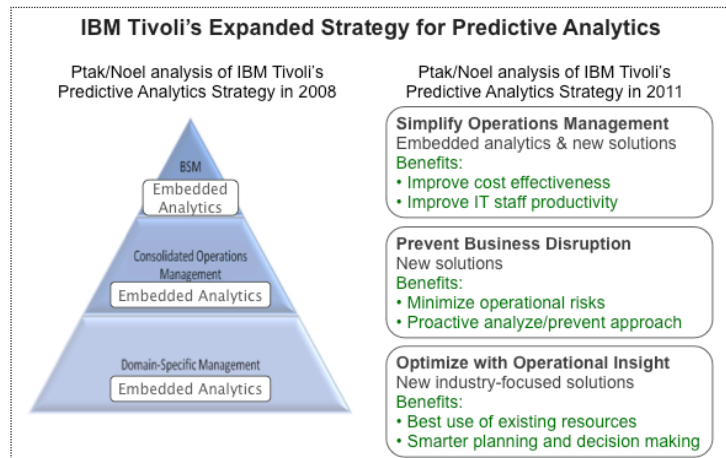 IBM Tivoli's Expanded Strategy for Predictive Analytics
Ptak/Noel analysis of IBM Tivoli's
Predictive Analytics Strategy in 2008
BSM
Embedded
Analytics
Consolidated Operations
Management
Embedded Analytics
Domain-Specific Management
Embedded Analytics
Ptak/Noel analysis of IBM Tivoli's
Predictive Analytics Strategy in 2011
Simplify Operations Management
Embedded analytics & new solutions
Benefits:
• Improve cost effectiveness
• Improve IT staff productivity
Prevent Business Disruption
New solutions
Benefits:
• Minimize operational risks
• Proactive analyze/prevent approach
Optimize with Operational Insight
New industry-focused solutions
Benefits:
• Best use of existing resources
• Smarter planning and decision making